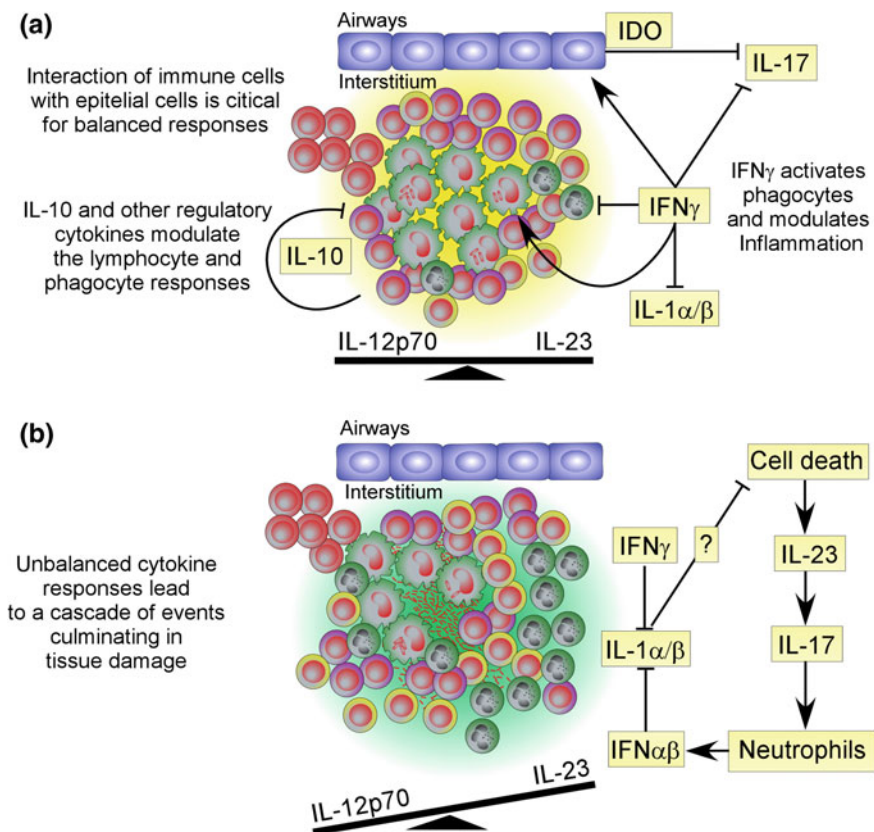 (a)
Airways
IDO
IL-17
Interstitium
Interaction of immune cells
with epitelial cells is citical
for balanced responses
IFNγ activates
phagocytes
and modulates
Inflammation
IFNγ
IL-10 and other regulatory
cytokines modulate
the lymphocyte and
phagocyte responses
IL-10
IL-1α/β
IL-12p70
IL-23
(b)
Airways
Interstitium
Cell death
Unbalanced cytokine
responses lead
to a cascade of events
culminating in
tissue damage
IFNγ
?
IL-23
IL-1α/β
IL-17
IFNαβ
Neutrophils
IL-12p70
IL-23